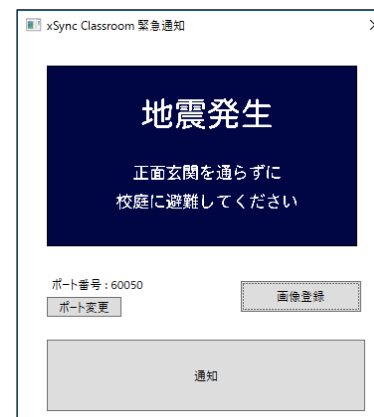 xSync Classroom 緊急通知
地震発生
正面玄関を通らずに
校庭に避難してください
ポート番号 : 60050
ポート変更
画像登録
通知